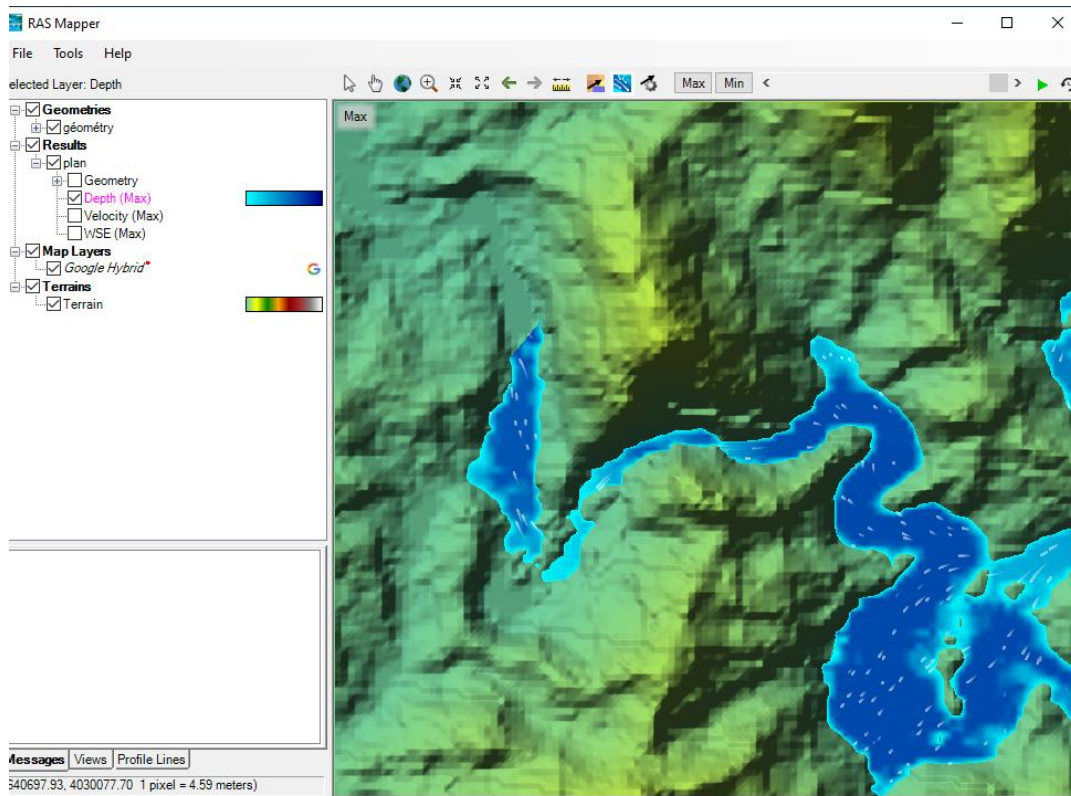 RAS Mapper
File Tools Help
elected Layer: Depth
Max Min
Max
Geometries
géométry
Results
plan
Geometry
Depth (Max)
Velocity (Max)
WSE (Max)
Map Layers
Google Hybrid
G
Terrains
Terrain
Messages Views Profile Lines
640697.93, 4030077.70 1 pixel = 4.59 meters)